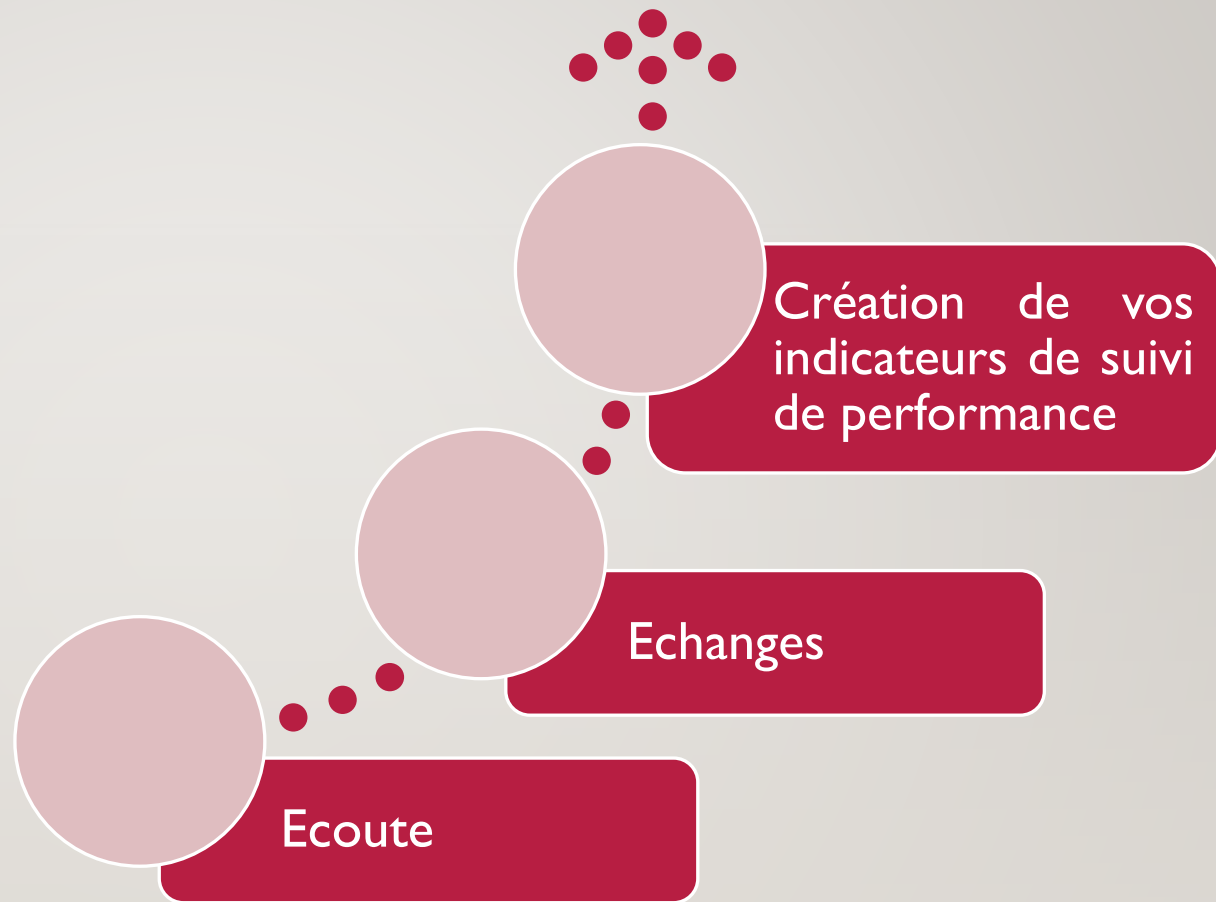 Création de vos
indicateurs de suivi
de performance
Echanges
Ecoute